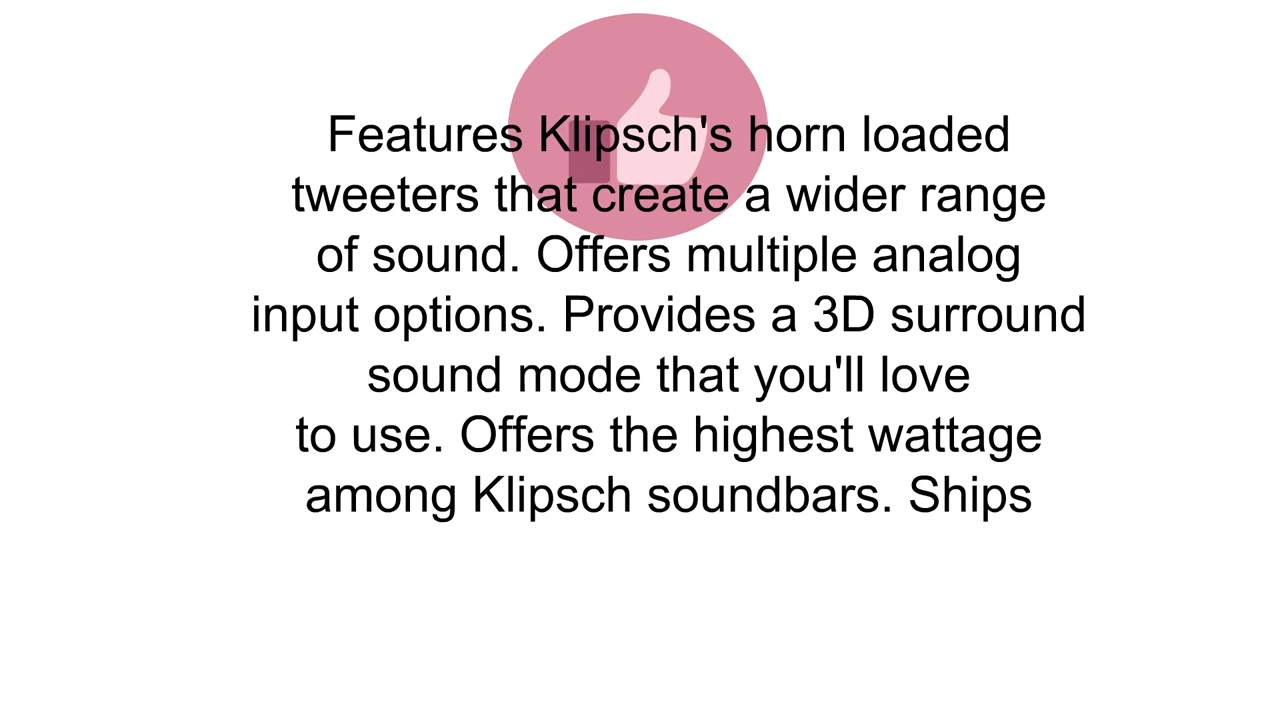 Features Klipsch's horn loaded
tweeters that create a wider range
of sound. Offers multiple analog
input options. Provides a 3D surround
sound mode that you'll love
to use. Offers the highest wattage
among Klipsch soundbars. Ships